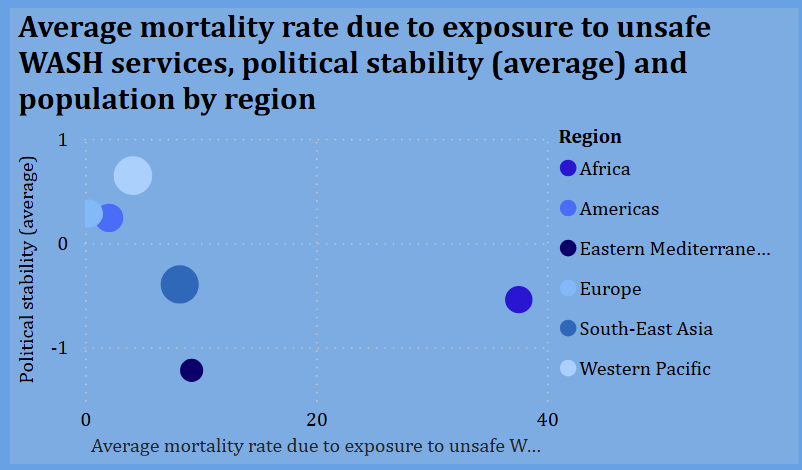 Average mortality rate due to exposure to unsafe
WASH services, political stability (average) and
population by region
Region
Africa
Americas
Eastern Mediterrane...
Europe
South-East Asia
Western Pacific
Political stability (average)
1
0
-1
0
20
40
Average mortality rate due to exposure to unsafe W...